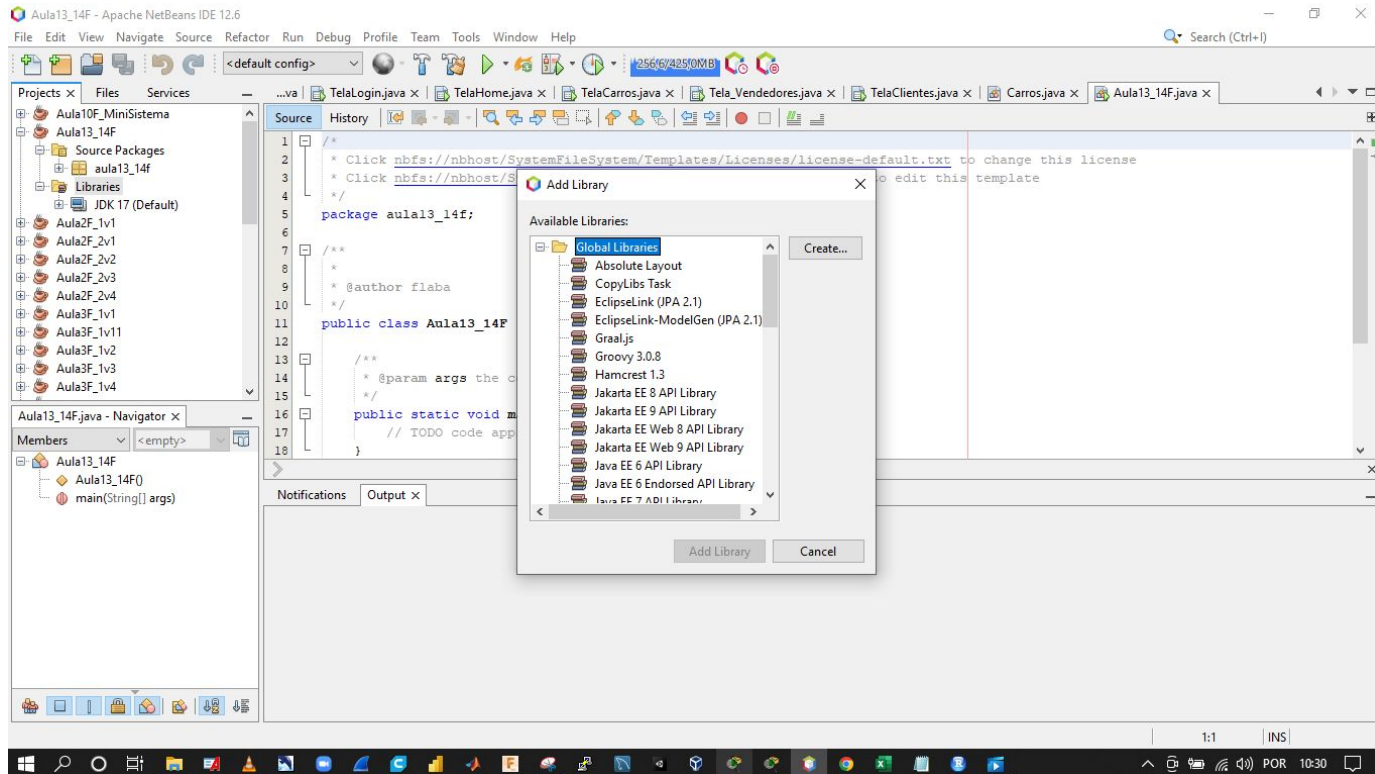 Aula13_14F - Apache NetBeans IDE 12.6
File Edit View Navigate Source Refactor Run Debug Profile Team Tools Window Help
Search (Ctrl+I)
<default config>
256,6/425,0MB
Projects Files Services
...va TelaLogin.java TelaHome.java TelaCarros.java Tela_Vendedores.java TelaClientes.java Carros.java Aula13_14F.java
Aula10F_MiniSistema
Aula13_14F
Source Packages
aula13_14f
Libraries
JDK 17 (Default)
Aula2F_1v1
Aula2F_2v1
Aula2F_2v2
Aula2F_2v3
Aula2F_2v4
Aula3F_1v1
Aula3F_1v11
Aula3F_1v2
Aula3F_1v3
Aula3F_1v4
Source History
1 /*
2 * Click nbfs://nbhost/SystemFileSystem/Templates/Licenses/license-default.txt to change this license
3 * Click nbfs://nbhost/S o edit this template
4 */
5 package aula13_14f;
6
7 /**
8 *
9 * @author flaba
10 */
11 public class Aula13_14F
12
13 /**
14 * @param args the c
15 */
16 public static void m
17 // TODO code app
18 }
Add Library
Available Libraries:
Global Libraries
Absolute Layout
CopyLibs Task
EclipseLink (JPA 2.1)
EclipseLink-ModelGen (JPA 2.1)
Graal.js
Groovy 3.0.8
Hamcrest 1.3
Jakarta EE 8 API Library
Jakarta EE 9 API Library
Jakarta EE Web 8 API Library
Jakarta EE Web 9 API Library
Java EE 6 API Library
Java EE 6 Endorsed API Library
Java EE 7 API Library
Create...
Add Library Cancel
Aula13_14F.java - Navigator
Members <empty>
Aula13_14F
Aula13_14F()
main(String[] args)
Notifications Output
1:1 INS
POR 10:30